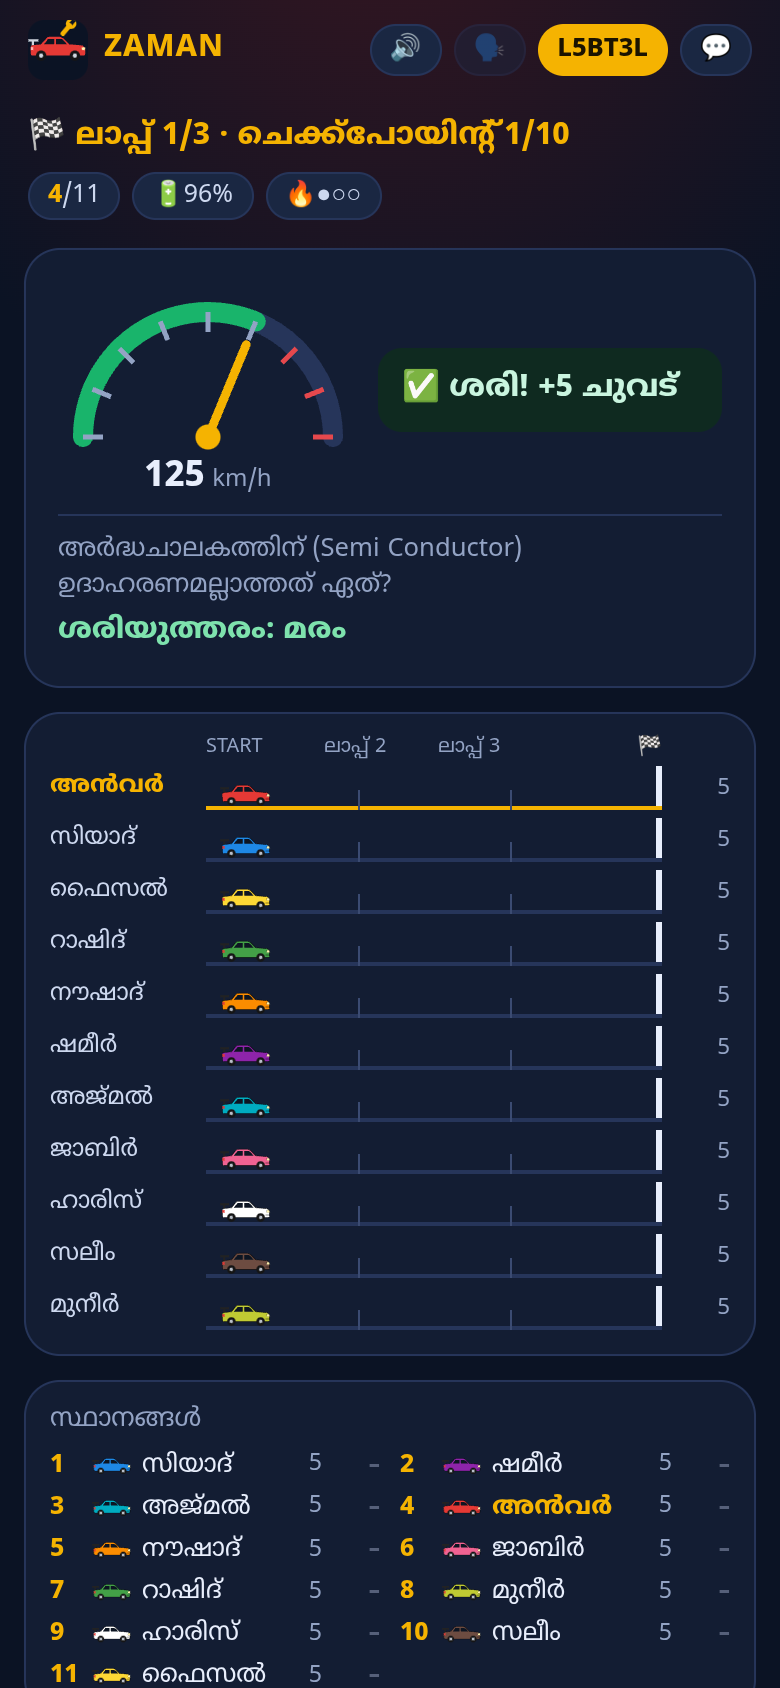 ZAMAN
L5BT3L
ലാപ്പ് 1/3 · ചെക്ക്പോയിന്റ് 1/10
4/11
96%
✅ ശരി! +5 ചുവട്
125 km/h
അർദ്ധചാലകത്തിന് (Semi Conductor)
ഉദാഹരണമല്ലാത്തത് ഏത്?
ശരിയുത്തരം: മരം
START ലാപ്പ് 2 ലാപ്പ് 3
അൻവർ 5
സിയാദ് 5
ഫൈസൽ 5
റാഷിദ് 5
നൗഷാദ് 5
ഷമീർ 5
അജ്മൽ 5
ജാബിർ 5
ഹാരിസ് 5
സലീം 5
മുനീർ 5
സ്ഥാനങ്ങൾ
1 സിയാദ് 5 – 2 ഷമീർ 5 –
3 അജ്മൽ 5 – 4 അൻവർ 5 –
5 നൗഷാദ് 5 – 6 ജാബിർ 5 –
7 റാഷിദ് 5 – 8 മുനീർ 5 –
9 ഹാരിസ് 5 – 10 സലീം 5 –
11 ഫൈസൽ 5 –